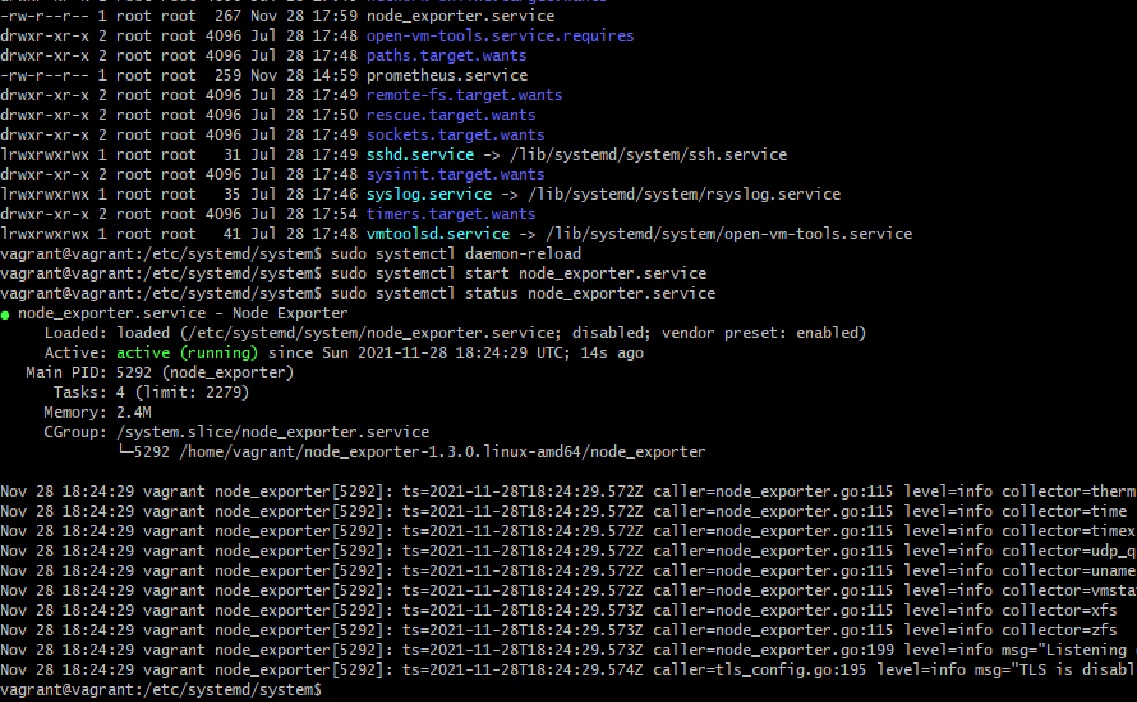 -rw-r--r-- 1 root root  267 Nov 28 17:59 node_exporter.service
drwxr-xr-x 2 root root 4096 Jul 28 17:48 open-vm-tools.service.requires
drwxr-xr-x 2 root root 4096 Jul 28 17:48 paths.target.wants
-rw-r--r-- 1 root root  259 Nov 28 14:59 prometheus.service
drwxr-xr-x 2 root root 4096 Jul 28 17:49 remote-fs.target.wants
drwxr-xr-x 2 root root 4096 Jul 28 17:50 rescue.target.wants
drwxr-xr-x 2 root root 4096 Jul 28 17:49 sockets.target.wants
lrwxrwxrwx 1 root root   31 Jul 28 17:49 sshd.service -> /lib/systemd/system/ssh.service
drwxr-xr-x 2 root root 4096 Jul 28 17:48 sysinit.target.wants
lrwxrwxrwx 1 root root   35 Jul 28 17:46 syslog.service -> /lib/systemd/system/rsyslog.service
drwxr-xr-x 2 root root 4096 Jul 28 17:54 timers.target.wants
lrwxrwxrwx 1 root root   41 Jul 28 17:48 vmtoolsd.service -> /lib/systemd/system/open-vm-tools.service
vagrant@vagrant:/etc/systemd/system$ sudo systemctl daemon-reload
vagrant@vagrant:/etc/systemd/system$ sudo systemctl start node_exporter.service
vagrant@vagrant:/etc/systemd/system$ sudo systemctl status node_exporter.service
● node_exporter.service - Node Exporter
     Loaded: loaded (/etc/systemd/system/node_exporter.service; disabled; vendor preset: enabled)
     Active: active (running) since Sun 2021-11-28 18:24:29 UTC; 14s ago
   Main PID: 5292 (node_exporter)
      Tasks: 4 (limit: 2279)
     Memory: 2.4M
     CGroup: /system.slice/node_exporter.service
             └─5292 /home/vagrant/node_exporter-1.3.0.linux-amd64/node_exporter
Nov 28 18:24:29 vagrant node_exporter[5292]: ts=2021-11-28T18:24:29.572Z caller=node_exporter.go:115 level=info collector=therm
Nov 28 18:24:29 vagrant node_exporter[5292]: ts=2021-11-28T18:24:29.572Z caller=node_exporter.go:115 level=info collector=time
Nov 28 18:24:29 vagrant node_exporter[5292]: ts=2021-11-28T18:24:29.572Z caller=node_exporter.go:115 level=info collector=timex
Nov 28 18:24:29 vagrant node_exporter[5292]: ts=2021-11-28T18:24:29.572Z caller=node_exporter.go:115 level=info collector=udp_q
Nov 28 18:24:29 vagrant node_exporter[5292]: ts=2021-11-28T18:24:29.572Z caller=node_exporter.go:115 level=info collector=uname
Nov 28 18:24:29 vagrant node_exporter[5292]: ts=2021-11-28T18:24:29.572Z caller=node_exporter.go:115 level=info collector=vmsta
Nov 28 18:24:29 vagrant node_exporter[5292]: ts=2021-11-28T18:24:29.573Z caller=node_exporter.go:115 level=info collector=xfs
Nov 28 18:24:29 vagrant node_exporter[5292]: ts=2021-11-28T18:24:29.573Z caller=node_exporter.go:115 level=info collector=zfs
Nov 28 18:24:29 vagrant node_exporter[5292]: ts=2021-11-28T18:24:29.573Z caller=node_exporter.go:199 level=info msg="Listening
Nov 28 18:24:29 vagrant node_exporter[5292]: ts=2021-11-28T18:24:29.574Z caller=tls_config.go:195 level=info msg="TLS is disabl
vagrant@vagrant:/etc/systemd/system$